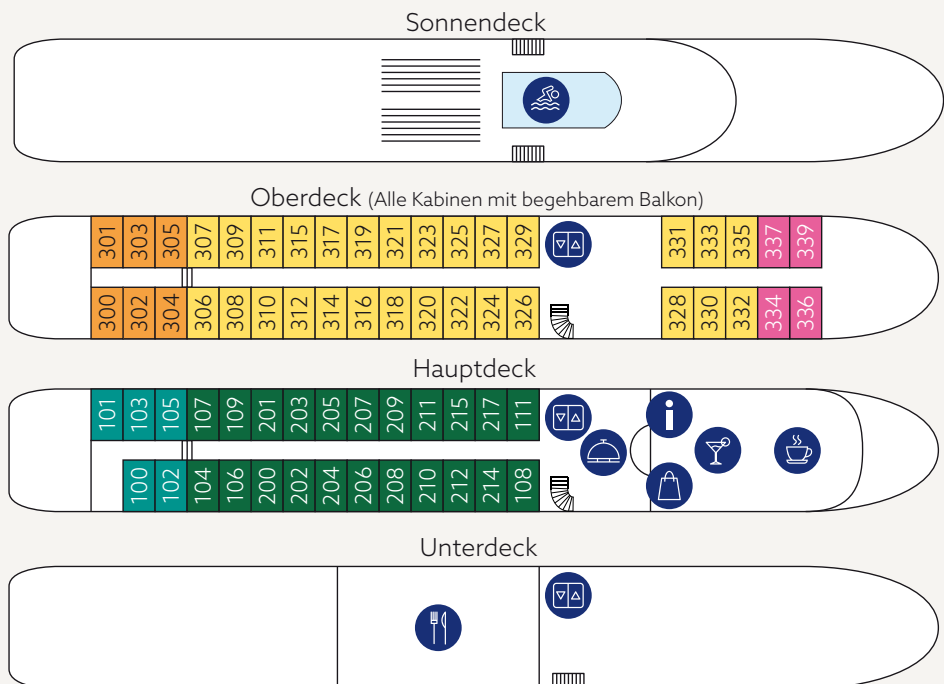 Sonnendeck
Oberdeck (Alle Kabinen mit begehbarem Balkon)
301 303 305 307 309 311 315 317 319 321 323 325 327 329 331 333 335 337 339
300 302 304 306 308 310 312 314 316 318 320 322 324 326 328 330 332 334 336
Hauptdeck
101 103 105 107 109 201 203 205 207 209 211 215 217 111
100 102 104 106 200 202 204 206 208 210 212 214 108
Unterdeck